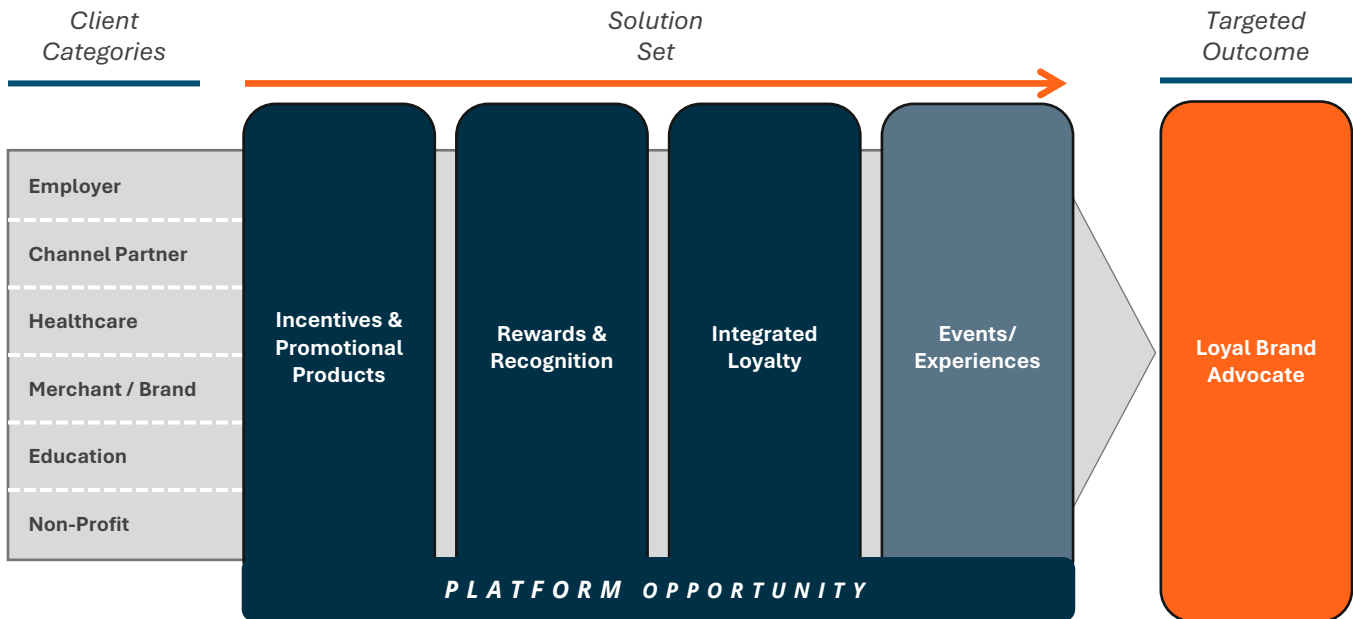 Client
Categories
Solution
Set
Targeted
Outcome
Employer
Channel Partner
Healthcare
Merchant / Brand
Education
Non-Profit
Incentives &
Promotional
Products
Rewards &
Recognition
Integrated
Loyalty
Events/
Experiences
Loyal Brand
Advocate
PLATFORM OPPORTUNITY